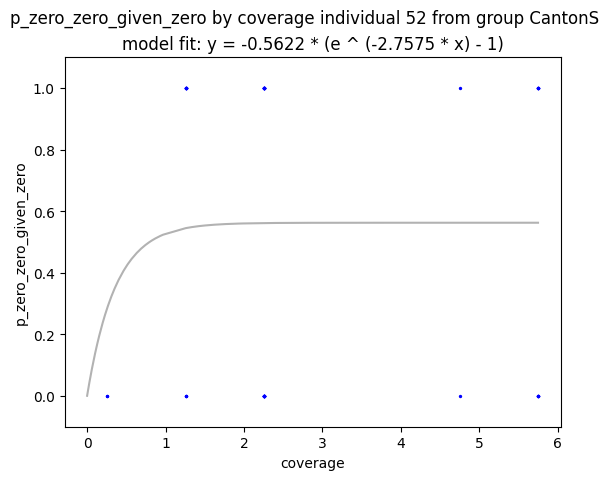 p_zero_zero_given_zero by coverage individual 52 from group CantonS
model fit: y = -0.5622 * (e ^ (-2.7575 * x) - 1)
1.0
0.8
0.6
0.4
0.2
0.0
p_zero_zero_given_zero
0 1 2 3 4 5 6
coverage